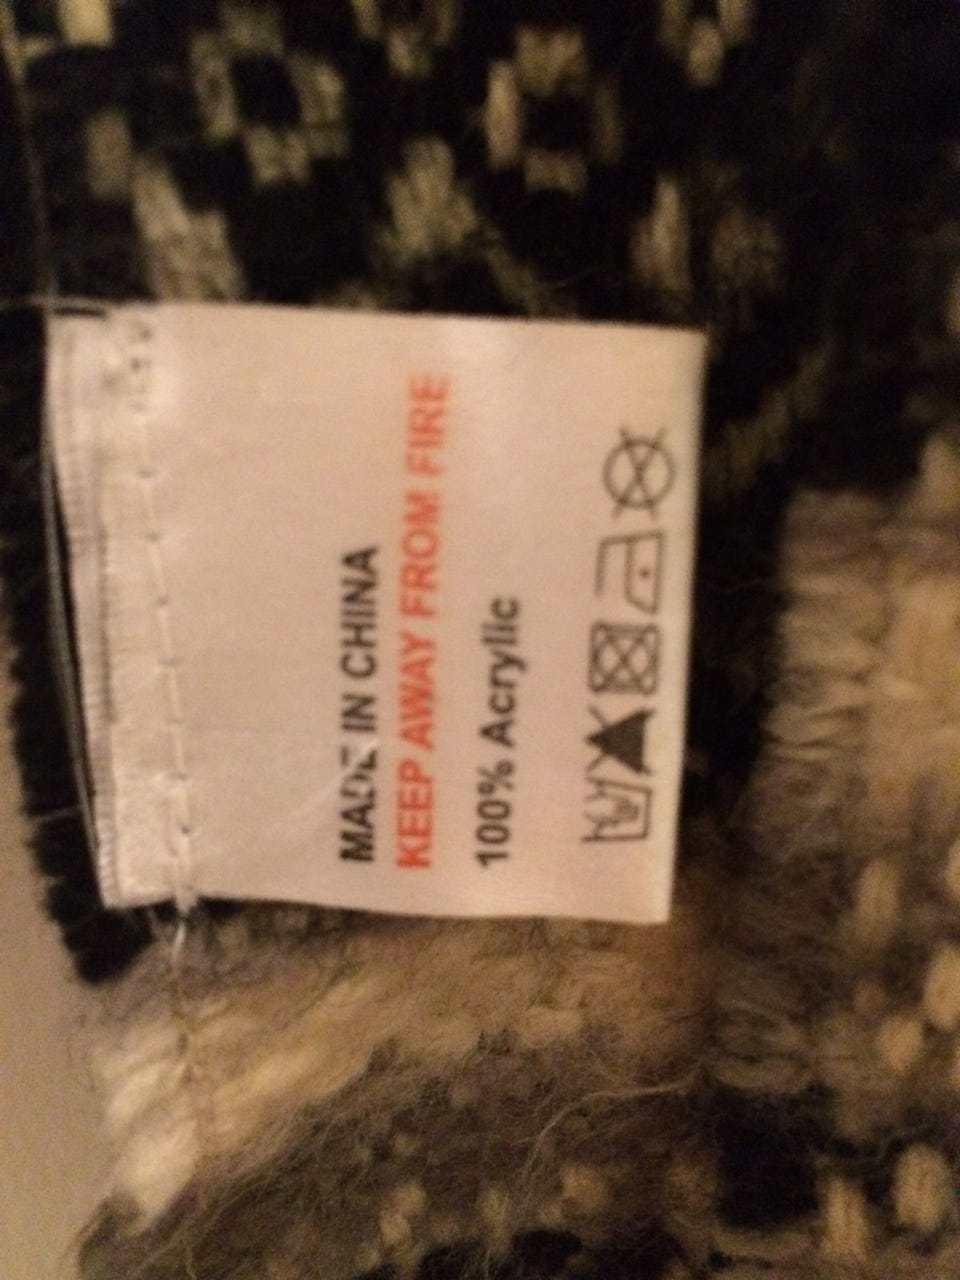 MADE IN CHINA
KEEP AWAY FROM FIRE
100% Acrylic